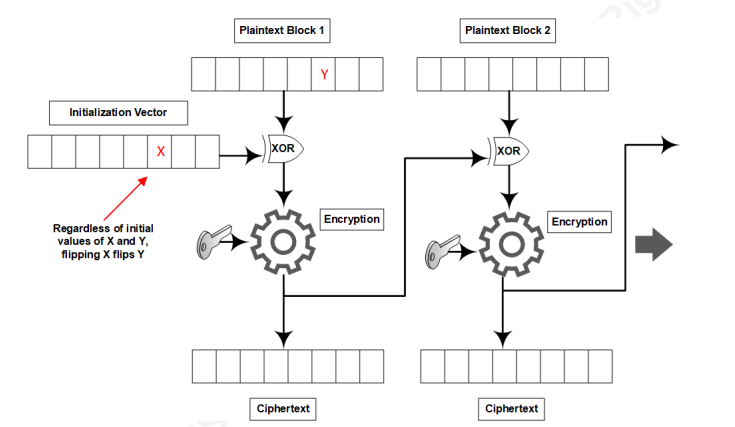 Plaintext Block 1
Plaintext Block 2
Y
Initialization Vector
X
XOR
XOR
Regardless of initial
values of X and Y,
flipping X flips Y
Encryption
Encryption
Ciphertext
Ciphertext